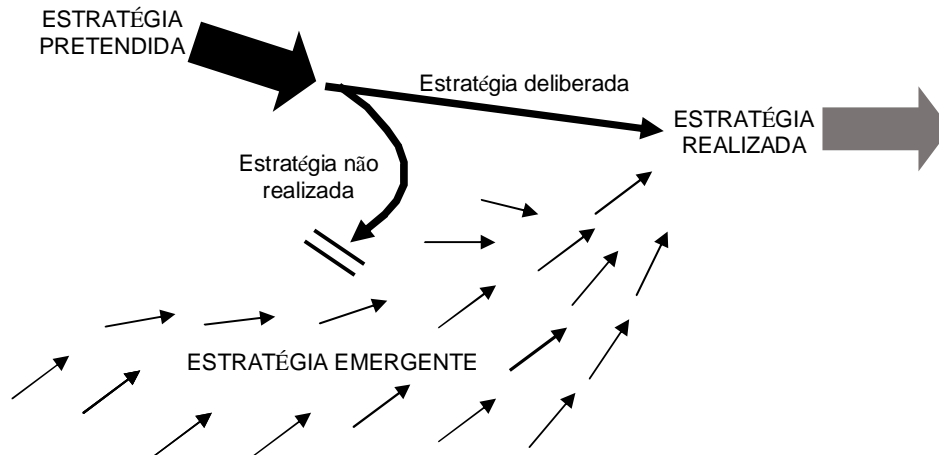 ESTRATÉGIA
PRETENDIDA
Estratégia deliberada
ESTRATÉGIA
REALIZADA
Estratégia não
realizada
ESTRATÉGIA EMERGENTE